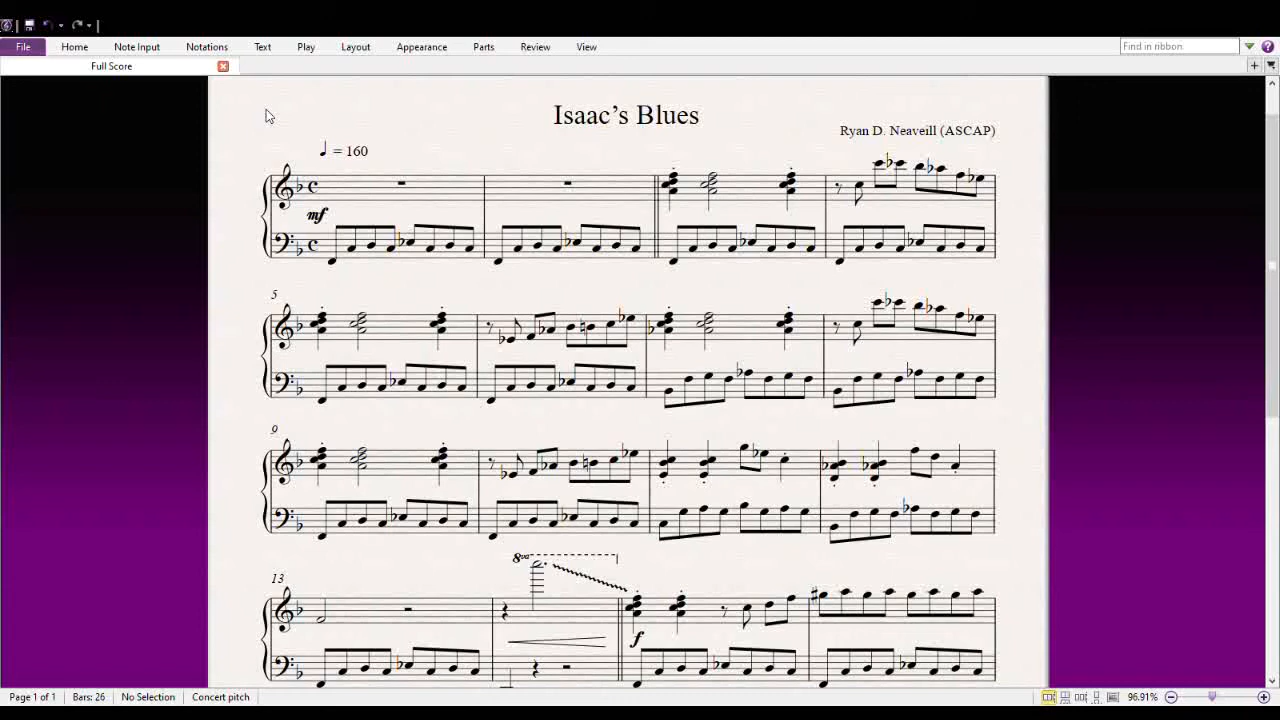 File Home Note Input Notations Text Play Layout Appearance Parts Review View Find in ribbon
Full Score
Isaac's Blues
Ryan D. Neaveill (ASCAP)
= 160
mf
5
9
8va
13
f
Page 1 of 1 Bars: 26 No Selection Concert pitch 96.91%